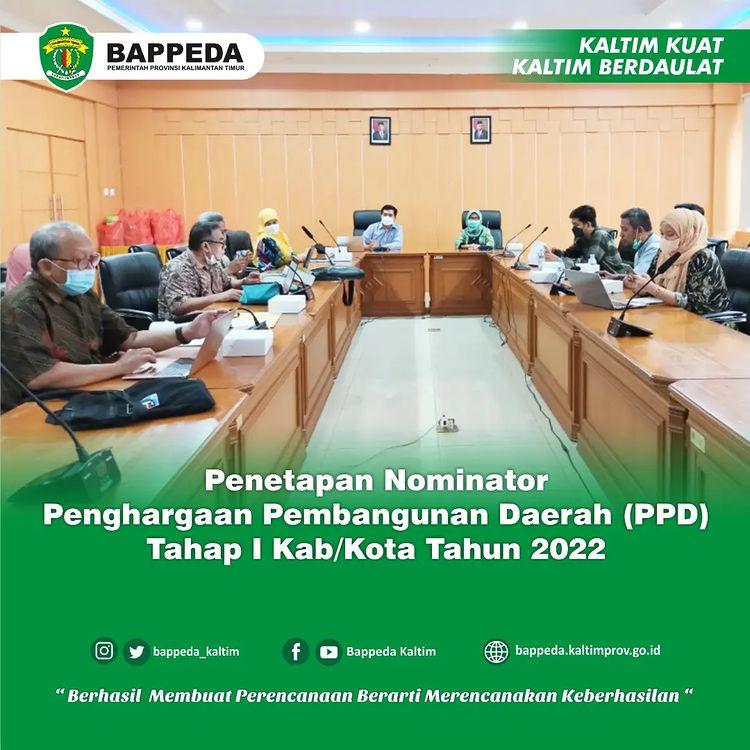 BAPPEDA
PEMERINTAH PROVINSI KALIMANTAN TIMUR
KALTIM KUAT
KALTIM BERDAULAT
Penetapan Nominator
Penghargaan Pembangunan Daerah (PPD)
Tahap I Kab/Kota Tahun 2022
bappeda_kaltim
Bappeda Kaltim
bappeda.kaltimprov.go.id
“ Berhasil Membuat Perencanaan Berarti Merencanakan Keberhasilan “